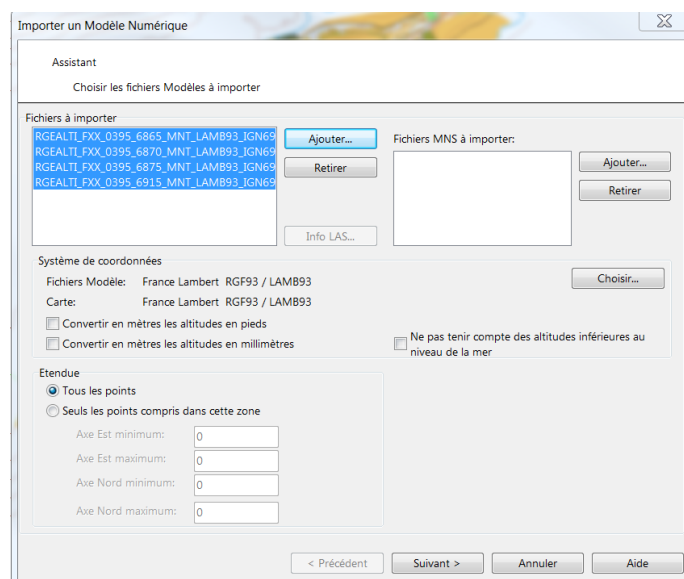 Importer un Modèle Numérique
Assistant
Choisir les fichiers Modèles à importer
Fichiers à importer
RGEALTI_FXX_0395_6865_MNT_LAMB93_IGN69
RGEALTI_FXX_0395_6870_MNT_LAMB93_IGN69
RGEALTI_FXX_0395_6875_MNT_LAMB93_IGN69
RGEALTI_FXX_0395_6915_MNT_LAMB93_IGN69
Ajouter...
Retirer
Info LAS...
Fichiers MNS à importer:
Ajouter...
Retirer
Système de coordonnées
Fichiers Modèle: France Lambert RGF93 / LAMB93
Choisir...
Carte: France Lambert RGF93 / LAMB93
Convertir en mètres les altitudes en pieds
Convertir en mètres les altitudes en millimètres
Ne pas tenir compte des altitudes inférieures au
niveau de la mer
Etendue
Tous les points
Seuls les points compris dans cette zone
Axe Est minimum: 0
Axe Est maximum: 0
Axe Nord minimum: 0
Axe Nord maximum: 0
< Précédent
Suivant >
Annuler
Aide